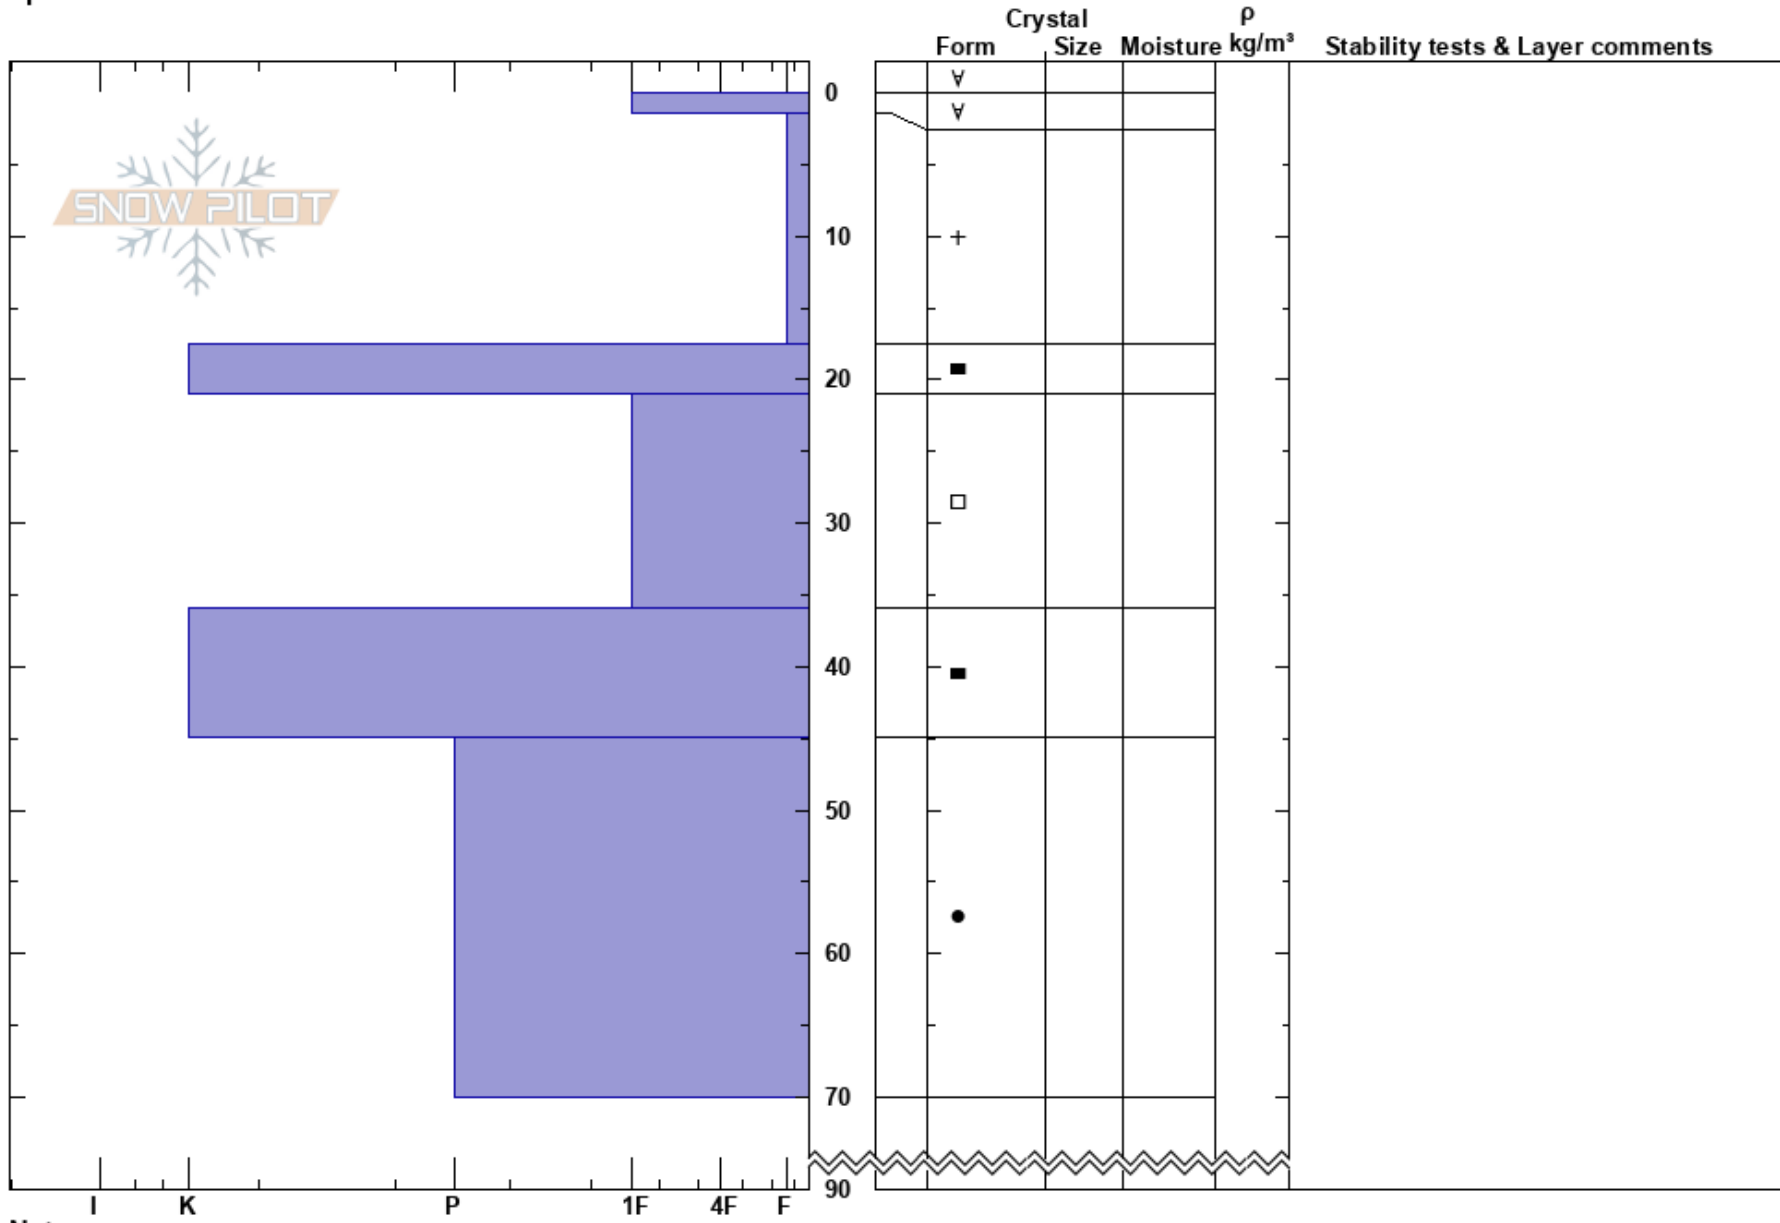 Crystal ρ
Form Size Moisture kg/m³ Stability tests & Layer comments
0
SNOW PILOT
10
20
30
40
50
60
70
90
I K P 1F 4F F